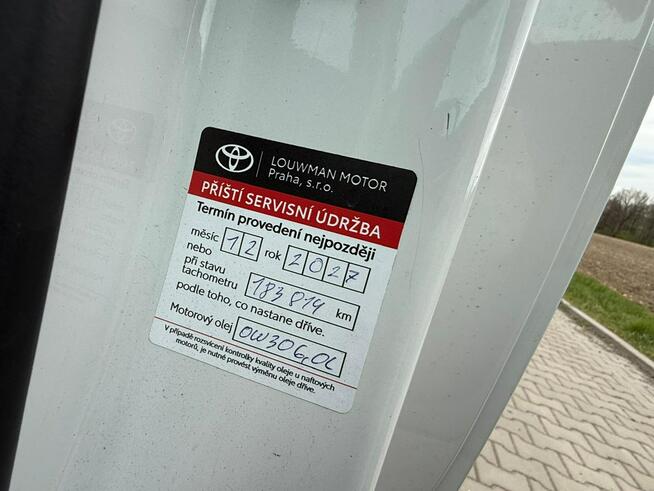 LOUWMAN MOTOR
Praha, s.r.o.
PŘÍŠTÍ SERVISNÍ ÚDRŽBA
Termín provedení nejpozději
měsíc 12 rok 2027
nebo
při stavu
tachometru 183 814 km
podle toho, co nastane dříve.
Motorový olej 0W30 6,0L
V případě rozsvícení kontrolky kvality oleje u naftových
motorů, je nutné provést výměnu oleje dříve.